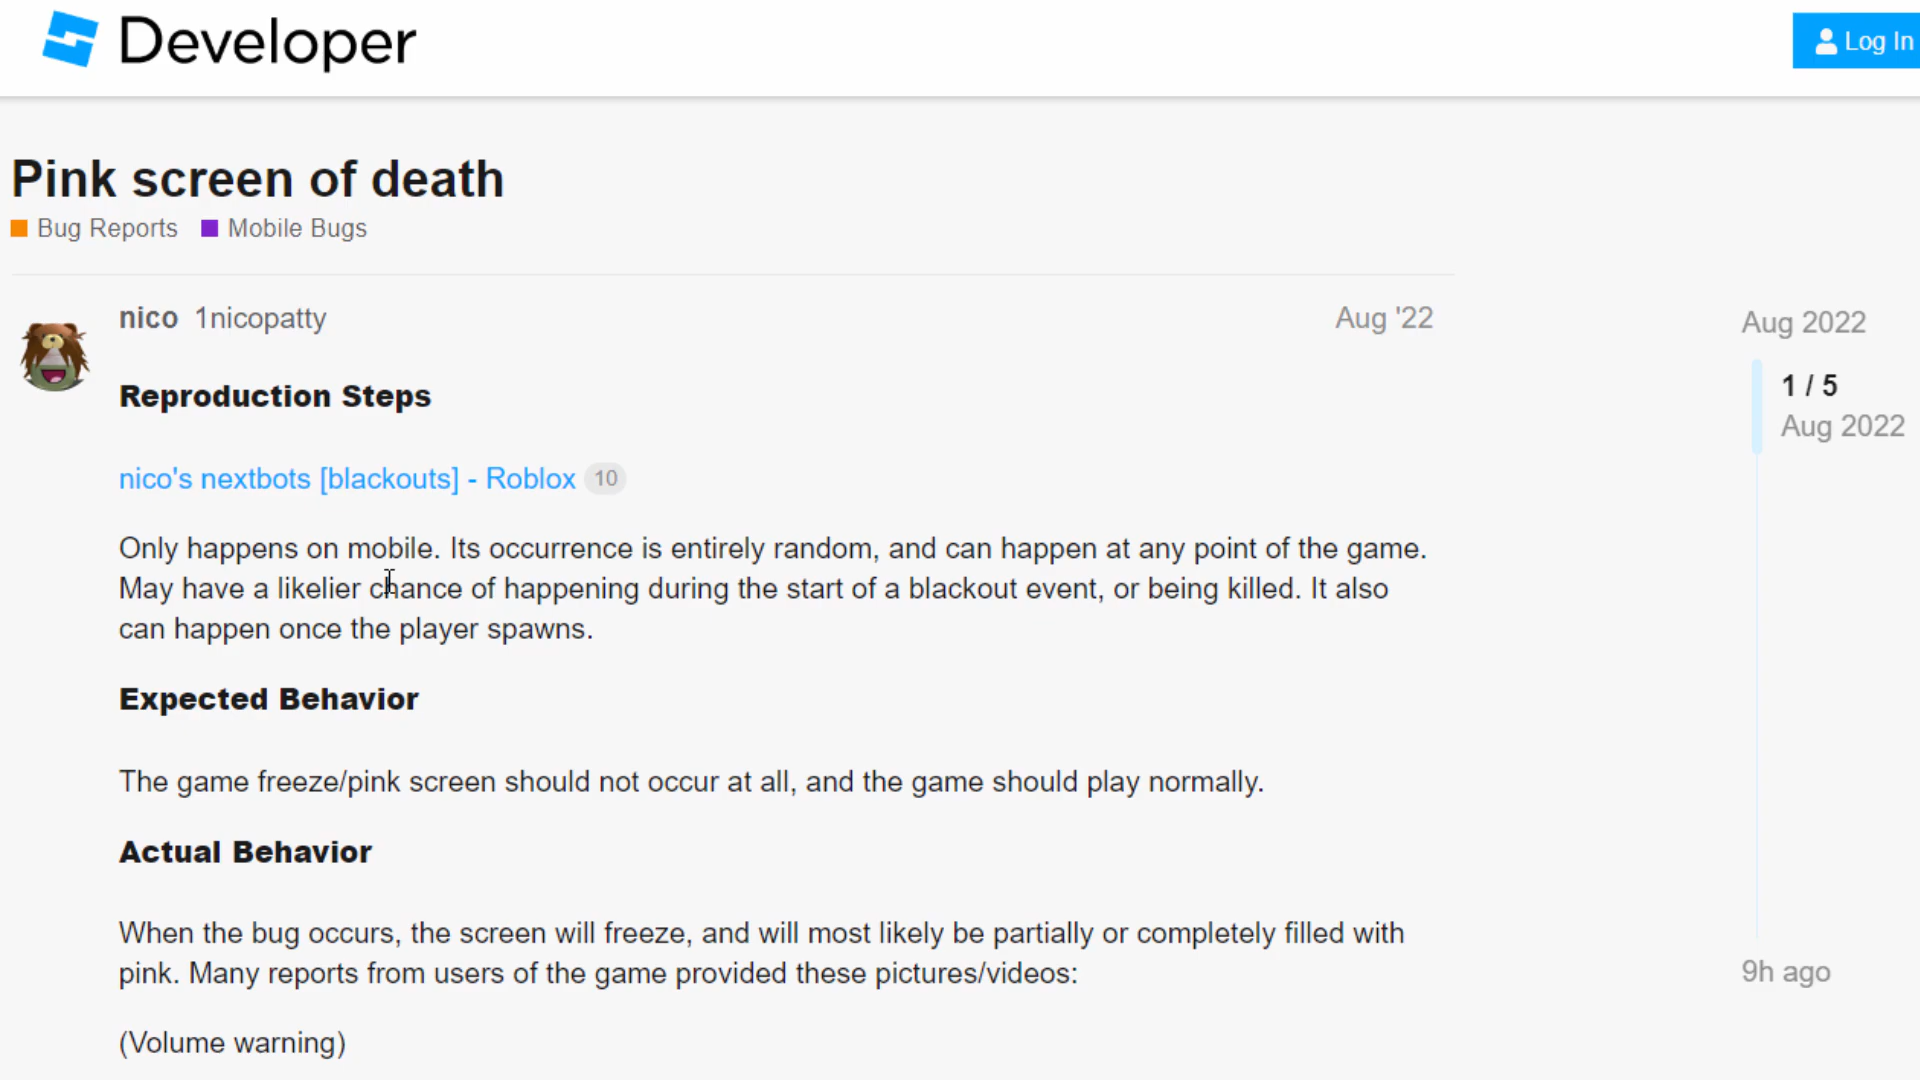 Developer
Log In
Pink screen of death
Bug Reports Mobile Bugs
nico 1nicopatty Aug '22
Aug 2022
1 / 5
Aug 2022
Reproduction Steps
nico's nextbots [blackouts] - Roblox 10
Only happens on mobile. Its occurrence is entirely random, and can happen at any point of the game.
May have a likelier chance of happening during the start of a blackout event, or being killed. It also
can happen once the player spawns.
Expected Behavior
The game freeze/pink screen should not occur at all, and the game should play normally.
Actual Behavior
When the bug occurs, the screen will freeze, and will most likely be partially or completely filled with
pink. Many reports from users of the game provided these pictures/videos:
9h ago
(Volume warning)